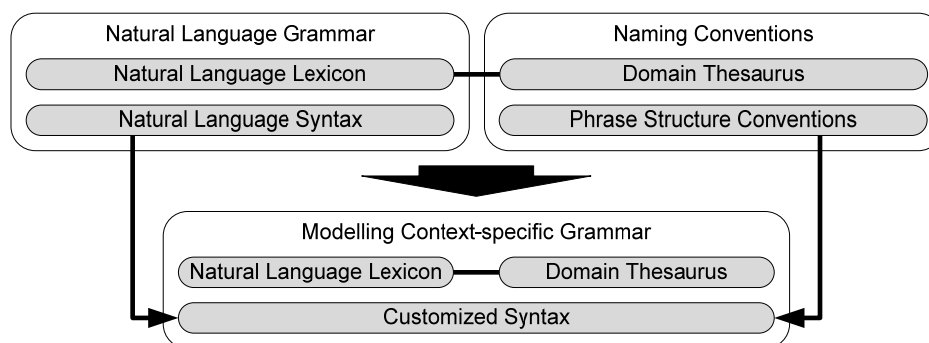 Natural Language Grammar
Natural Language Lexicon
Natural Language Syntax
Naming Conventions
Domain Thesaurus
Phrase Structure Conventions
Modelling Context-specific Grammar
Natural Language Lexicon
Domain Thesaurus
Customized Syntax